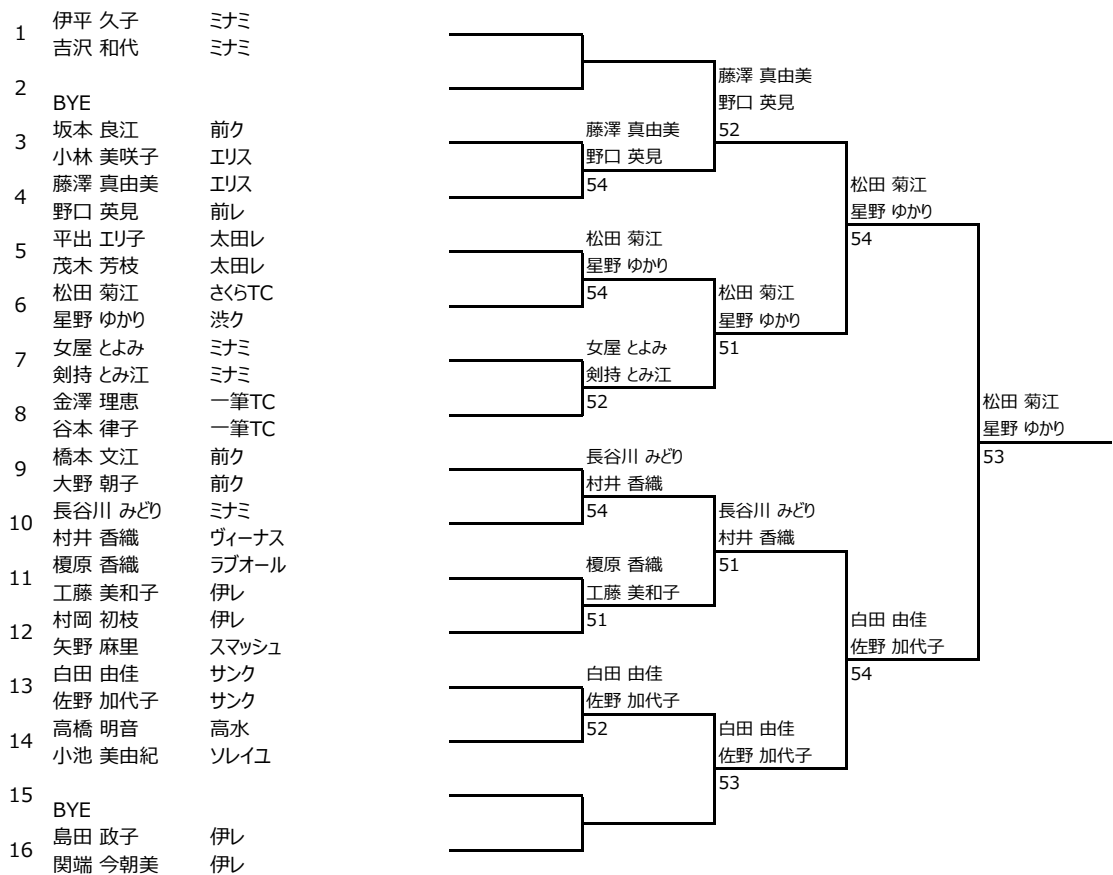 1
伊平 久子 ミナミ
吉沢 和代 ミナミ
2
BYE
3
坂本 良江 前ク
小林 美咲子 エリス
4
藤澤 真由美 エリス
野口 英見 前レ
5
平出 エリ子 太田レ
茂木 芳枝 太田レ
6
松田 菊江 さくらTC
星野 ゆかり 渋ク
7
女屋 とよみ ミナミ
剣持 とみ江 ミナミ
8
金澤 理恵 一筆TC
谷本 律子 一筆TC
9
橋本 文江 前ク
大野 朝子 前ク
10
長谷川 みどり ミナミ
村井 香織 ヴィーナス
11
榎原 香織 ラブオール
工藤 美和子 伊レ
12
村岡 初枝 伊レ
矢野 麻里 スマッシュ
13
白田 由佳 サンク
佐野 加代子 サンク
14
高橋 明音 高水
小池 美由紀 ソレイユ
15
BYE
16
島田 政子 伊レ
関端 今朝美 伊レ
藤澤 真由美
野口 英見
54
松田 菊江
星野 ゆかり
54
女屋 とよみ
剣持 とみ江
52
長谷川 みどり
村井 香織
54
榎原 香織
工藤 美和子
51
白田 由佳
佐野 加代子
52
藤澤 真由美
野口 英見
52
松田 菊江
星野 ゆかり
51
長谷川 みどり
村井 香織
51
白田 由佳
佐野 加代子
53
松田 菊江
星野 ゆかり
54
白田 由佳
佐野 加代子
54
松田 菊江
星野 ゆかり
53